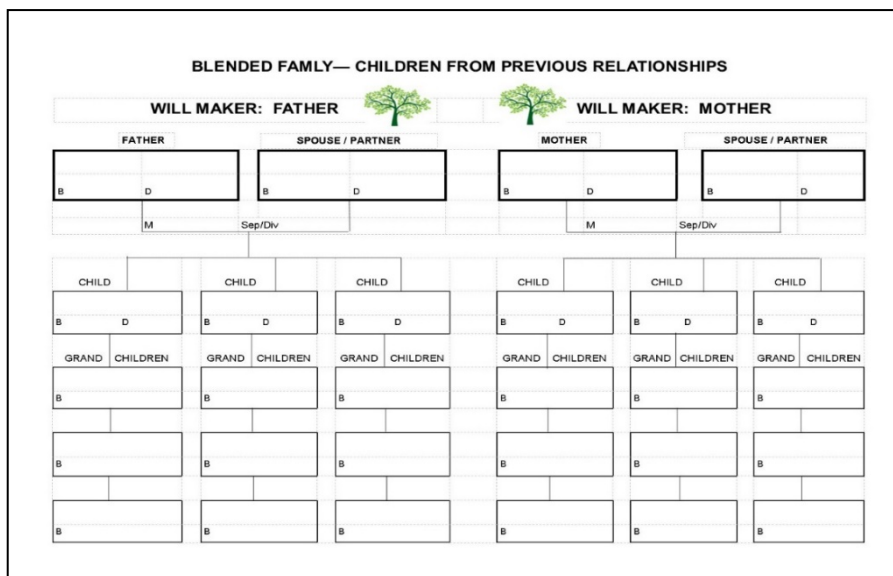 BLENDED FAMLY— CHILDREN FROM PREVIOUS RELATIONSHIPS
WILL MAKER: FATHER WILL MAKER: MOTHER
FATHER SPOUSE / PARTNER MOTHER SPOUSE / PARTNER
B D B D B D B D
M Sep/Div M Sep/Div
CHILD CHILD CHILD CHILD CHILD CHILD
B D B D B D B D B D B D
GRAND CHILDREN GRAND CHILDREN GRAND CHILDREN GRAND CHILDREN GRAND CHILDREN GRAND CHILDREN
B B B B B B
B B B B B B
B B B B B B